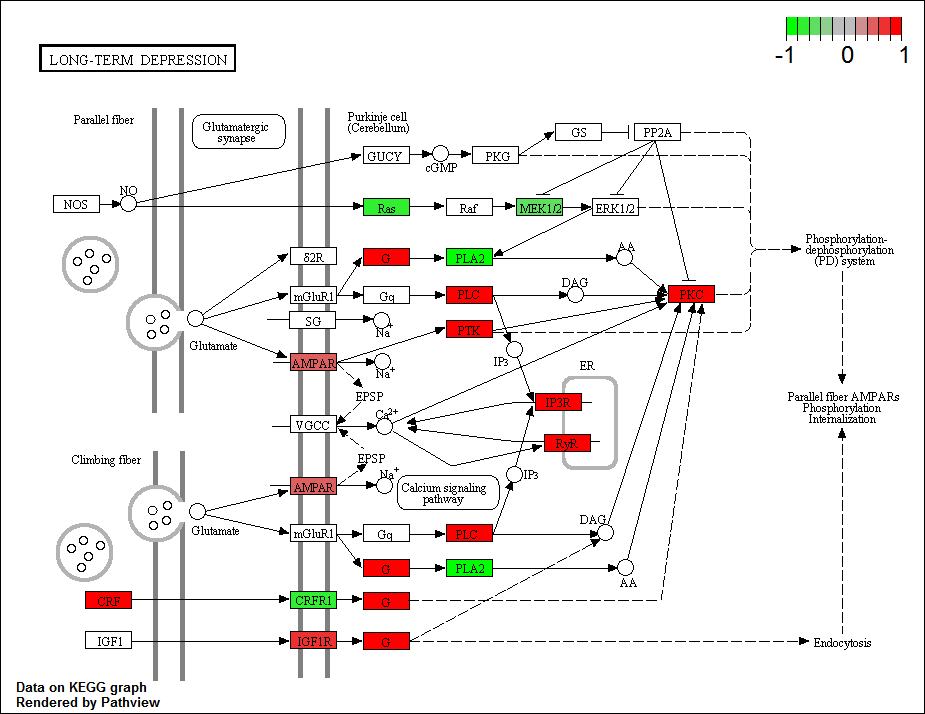 -1 0 1
LONG-TERM DEPRESSION
Parallel fiber
Glutamatergic
synapse
Purkinje cell
(Cerebellum)
GS
PP2A
GUCY
cGMP
PKG
NOS
NO
Ras
Raf
MEK1/2
ERK1/2
Phosphorylation-
dephosphorylation
(PD) system
δ2R
G
PLA2
AA
mGluR1
Gq
PLC
DAG
PKC
SG
Na+
PTK
Glutamate
AMPAR
Na+
IP3
ER
EPSP
IP3R
Parallel fiber AMPARs
Phosphorylation
Internalization
VGCC
Ca2+
RyR
Climbing fiber
EPSP
Na+
IP3
AMPAR
Calcium signaling
pathway
Glutamate
mGluR1
Gq
PLC
DAG
G
PLA2
AA
CRF
CRFR1
G
IGF1
IGF1R
G
Endocytosis
Data on KEGG graph
Rendered by Pathview